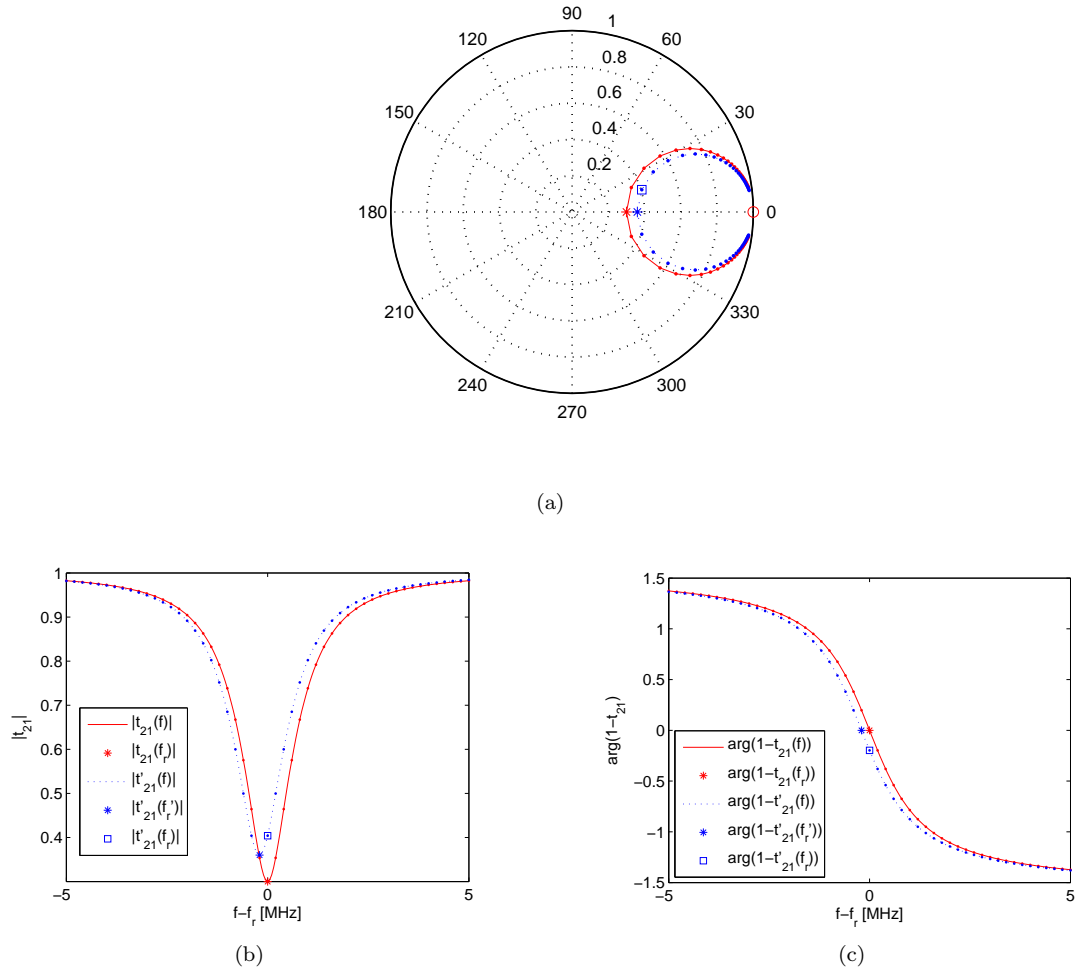 90
1
120
60
0.8
0.6
150
30
0.4
0.2
180
0
210
330
240
300
270
(a)
1
0.9
0.8
0.7
0.6
0.5
0.4
|t21|
|t21(f)|
|t21(fr)|
|t'21(f)|
|t'21(fr')|
|t'21(fr)|
−5
0
5
f−fr [MHz]
(b)
1.5
1
0.5
0
−0.5
−1
−1.5
arg(1−t21)
arg(1−t21(f))
arg(1−t21(fr))
arg(1−t'21(f))
arg(1−t'21(fr'))
arg(1−t'21(fr))
−5
0
5
f−fr [MHz]
(c)